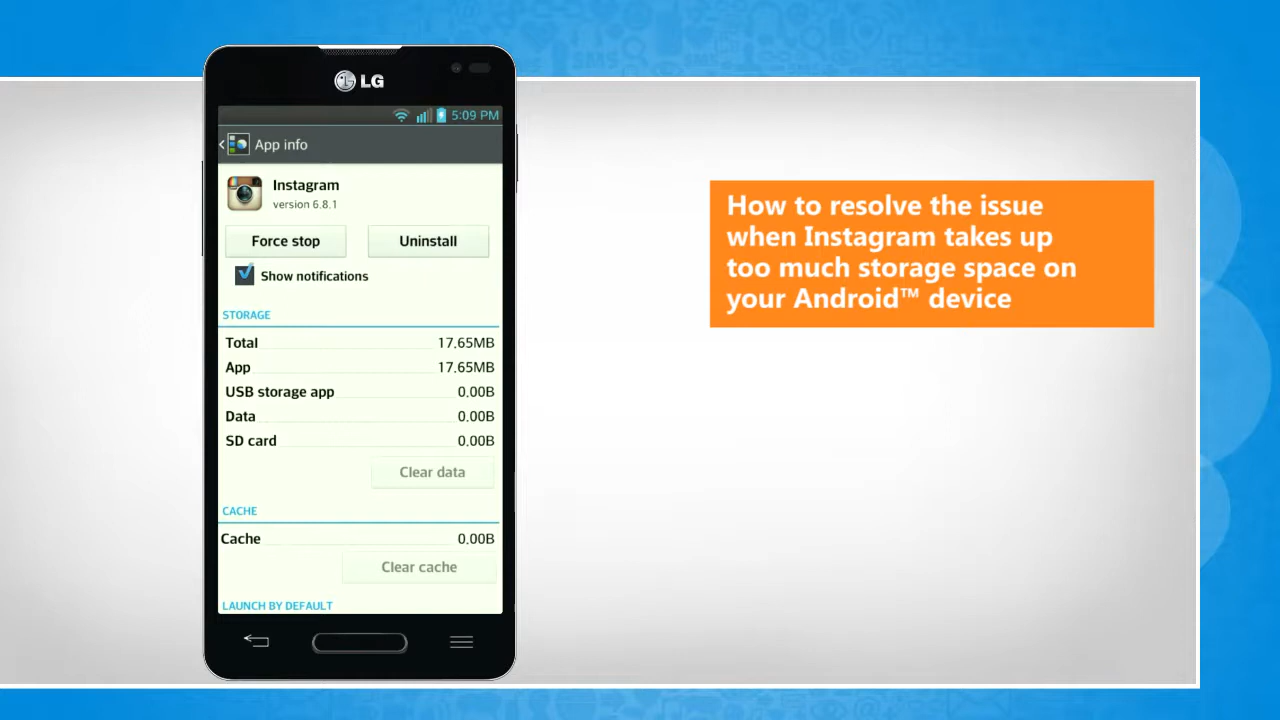 LG
5:09 PM
App info
Instagram
version 6.8.1
Force stop
Uninstall
Show notifications
STORAGE
Total 17.65MB
App 17.65MB
USB storage app 0.00B
Data 0.00B
SD card 0.00B
Clear data
CACHE
Cache 0.00B
Clear cache
LAUNCH BY DEFAULT
How to resolve the issue
when Instagram takes up
too much storage space on
your Android™ device
SMS